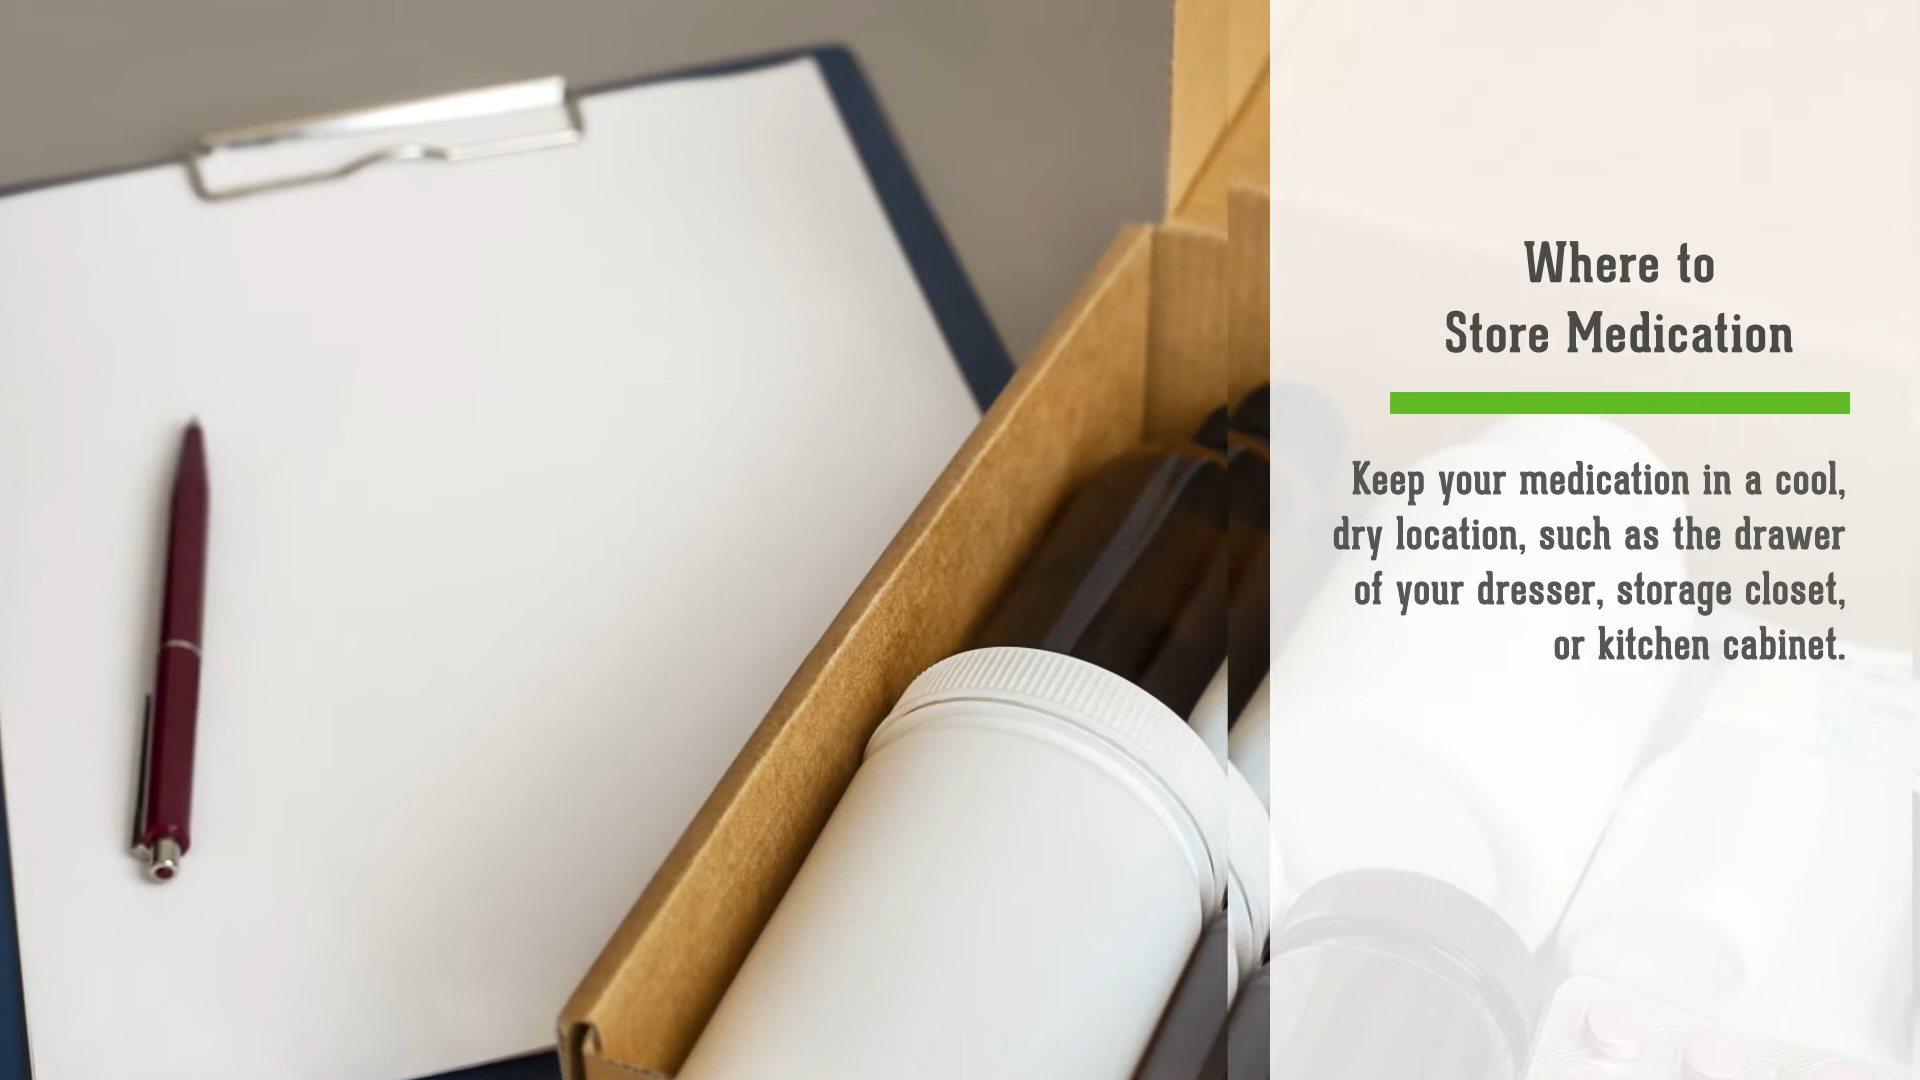 Where to
Store Medication
Keep your medication in a cool,
dry location, such as the drawer
of your dresser, storage closet,
or kitchen cabinet.